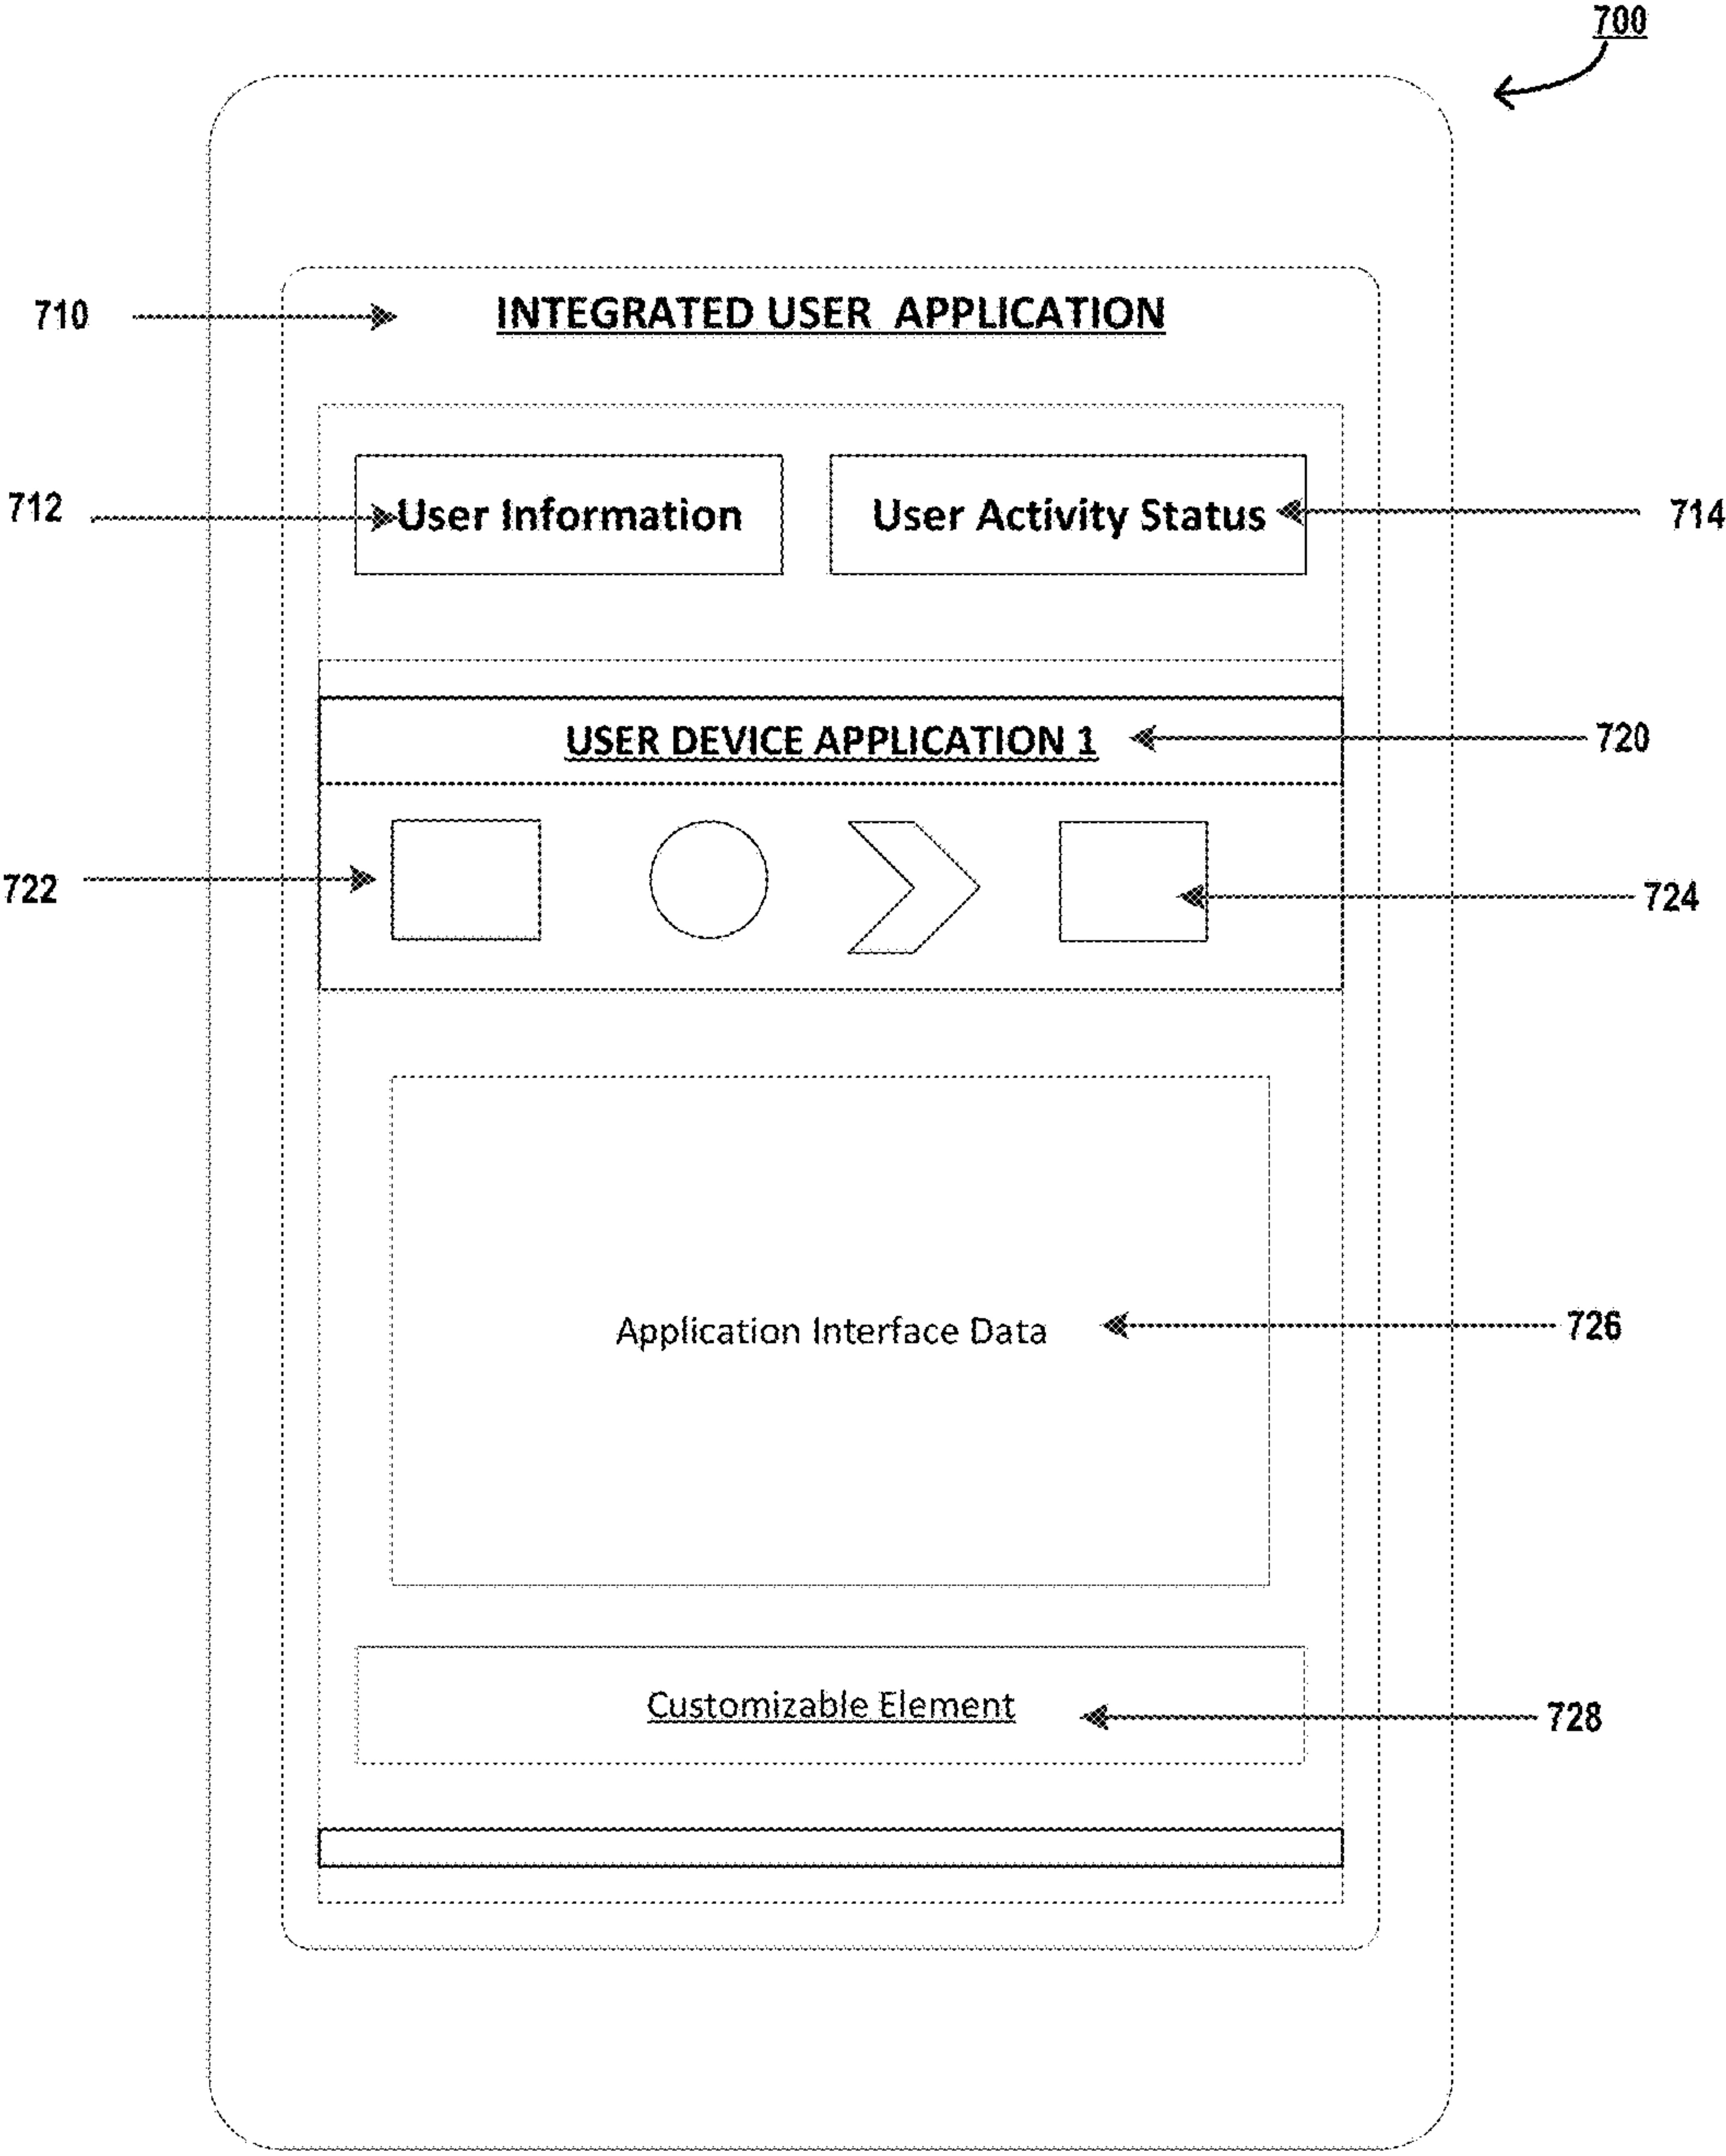 700
710 INTEGRATED USER APPLICATION
712 User Information User Activity Status 714
USER DEVICE APPLICATION 1 720
722 724
Application Interface Data 726
Customizable Element 728